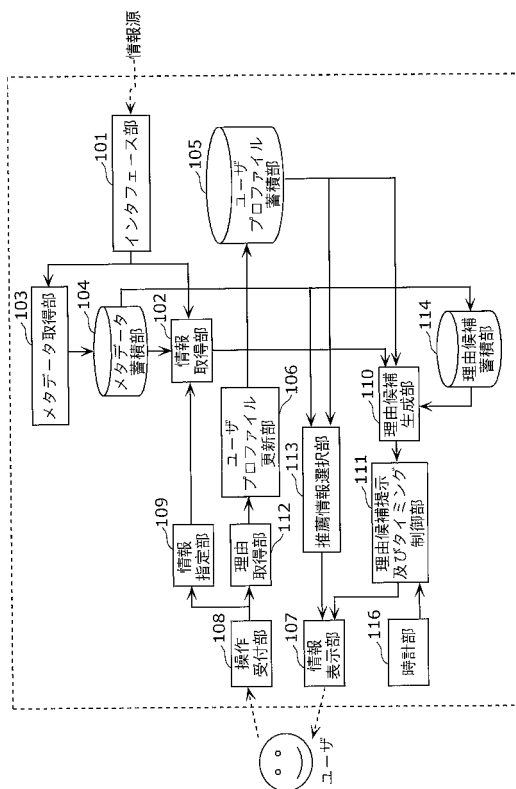 情報源
101
インタフェース部
103
メタデータ取得部
104
メタデータ
蓄積部
102
情報
取得部
105
ユーザ
プロファイル
蓄積部
109
情報
指定部
106
ユーザ
プロファイル
更新部
108
操作
受付部
112
理由
取得部
113
推薦情報選択部
107
情報
表示部
114
理由候補
蓄積部
110
理由候補
生成部
111
理由候補提示
及びタイミング
制御部
116
時計部
ユーザ